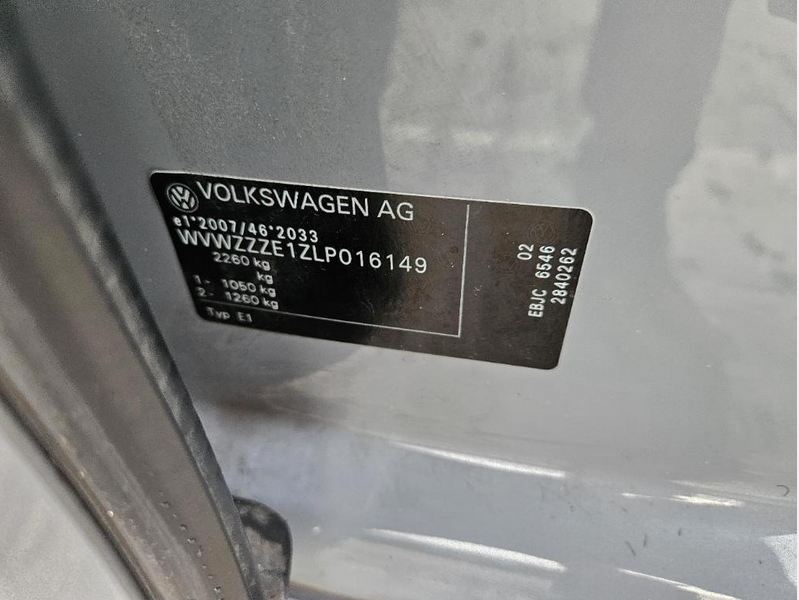 VOLKSWAGEN AG
e1*2007/46*2033
WVWZZZE1ZLP016149
2260 kg
kg
1.- 1050 kg
2.- 1260 kg
Typ E1
02
EBJC 6546
2840262